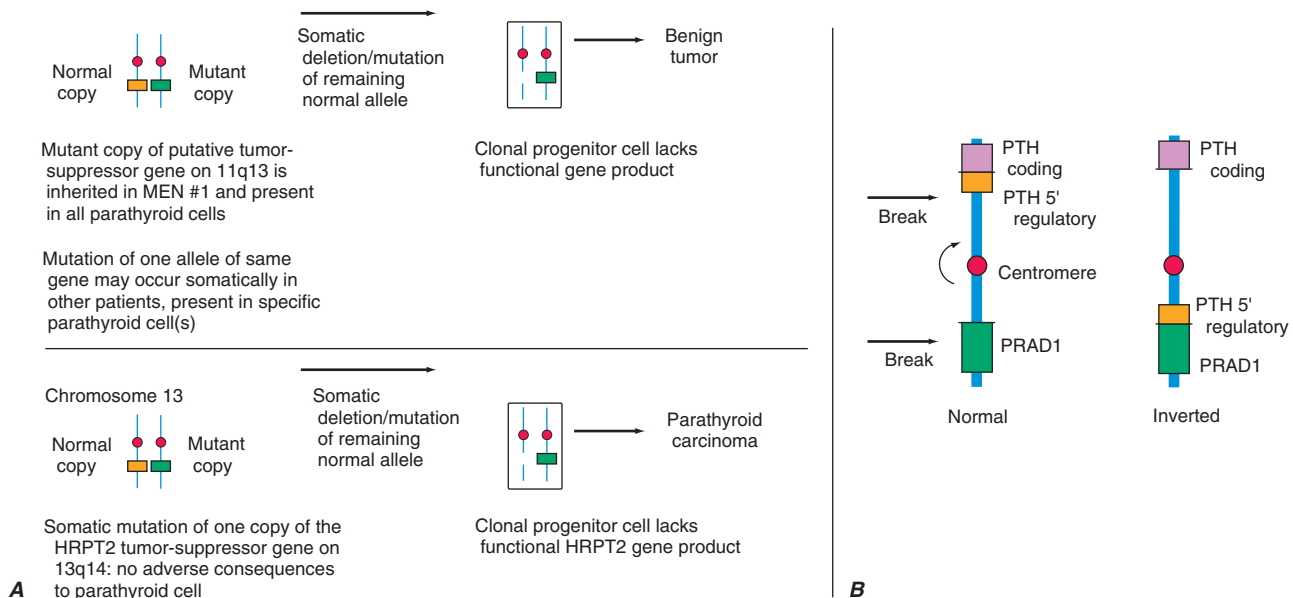 Normal
copy
Mutant
copy
Somatic
deletion/mutation
of remaining
normal allele
Benign
tumor
Mutant copy of putative tumor-
suppressor gene on 11q13 is
inherited in MEN #1 and present
in all parathyroid cells
Clonal progenitor cell lacks
functional gene product
Mutation of one allele of same
gene may occur somatically in
other patients, present in specific
parathyroid cell(s)
Chromosome 13
Normal
copy
Mutant
copy
Somatic
deletion/mutation
of remaining
normal allele
Parathyroid
carcinoma
Somatic mutation of one copy of the
HRPT2 tumor-suppressor gene on
13q14: no adverse consequences
to parathyroid cell
Clonal progenitor cell lacks
functional HRPT2 gene product
A
Break
Break
PTH
coding
PTH 5'
regulatory
Centromere
PRAD1
Normal
PTH
coding
PTH 5'
regulatory
PRAD1
Inverted
B